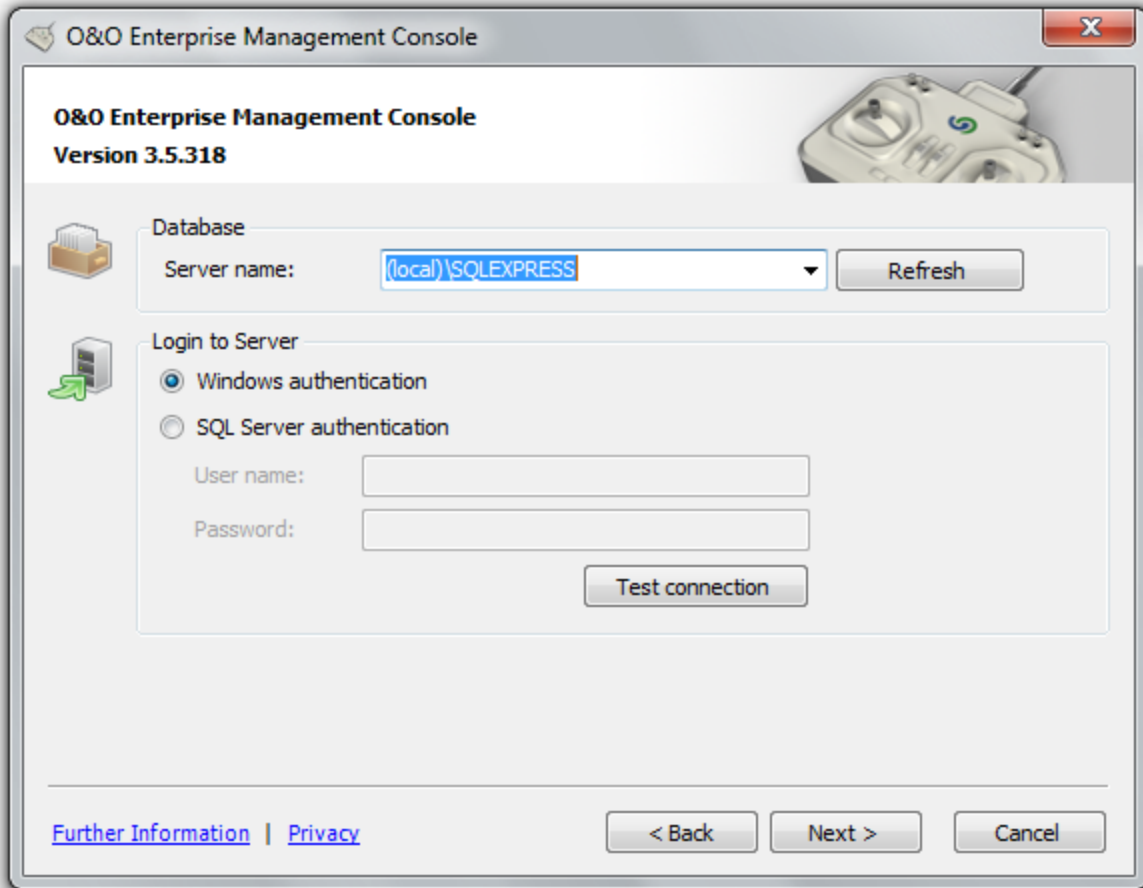 O&O Enterprise Management Console
O&O Enterprise Management Console
Version 3.5.318
Database
Server name: (local)\SQLEXPRESS Refresh
Login to Server
Windows authentication
SQL Server authentication
User name:
Password:
Test connection
Further Information | Privacy < Back Next > Cancel